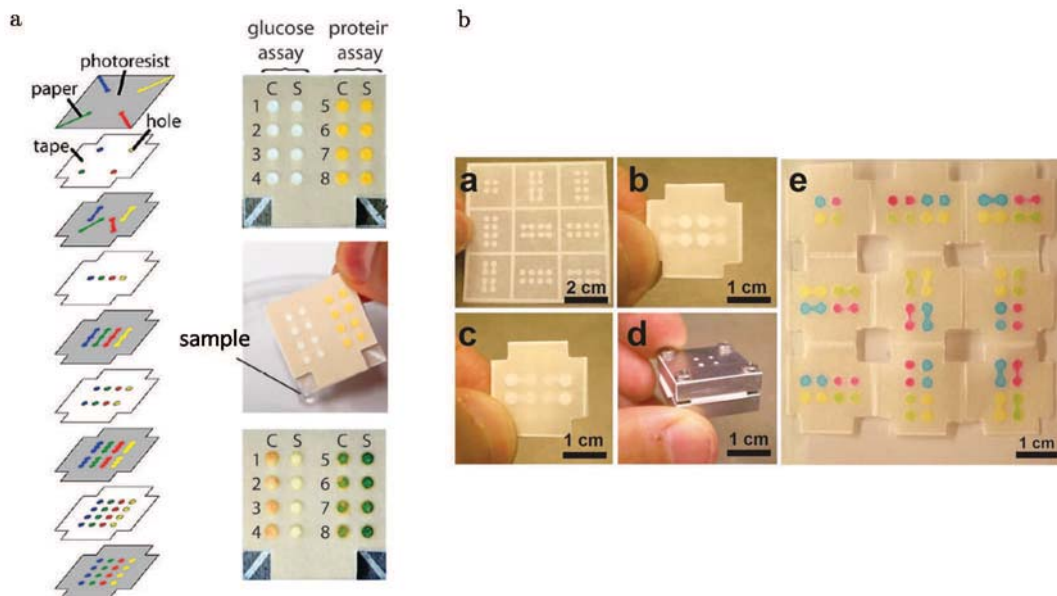 a
photoresist
paper
hole
tape
glucose assay
protein assay
C S C S
1 5
2 6
3 7
4 8
sample
C S C S
1 5
2 6
3 7
4 8
b
a
2 cm
b
1 cm
c
1 cm
d
1 cm
e
1 cm